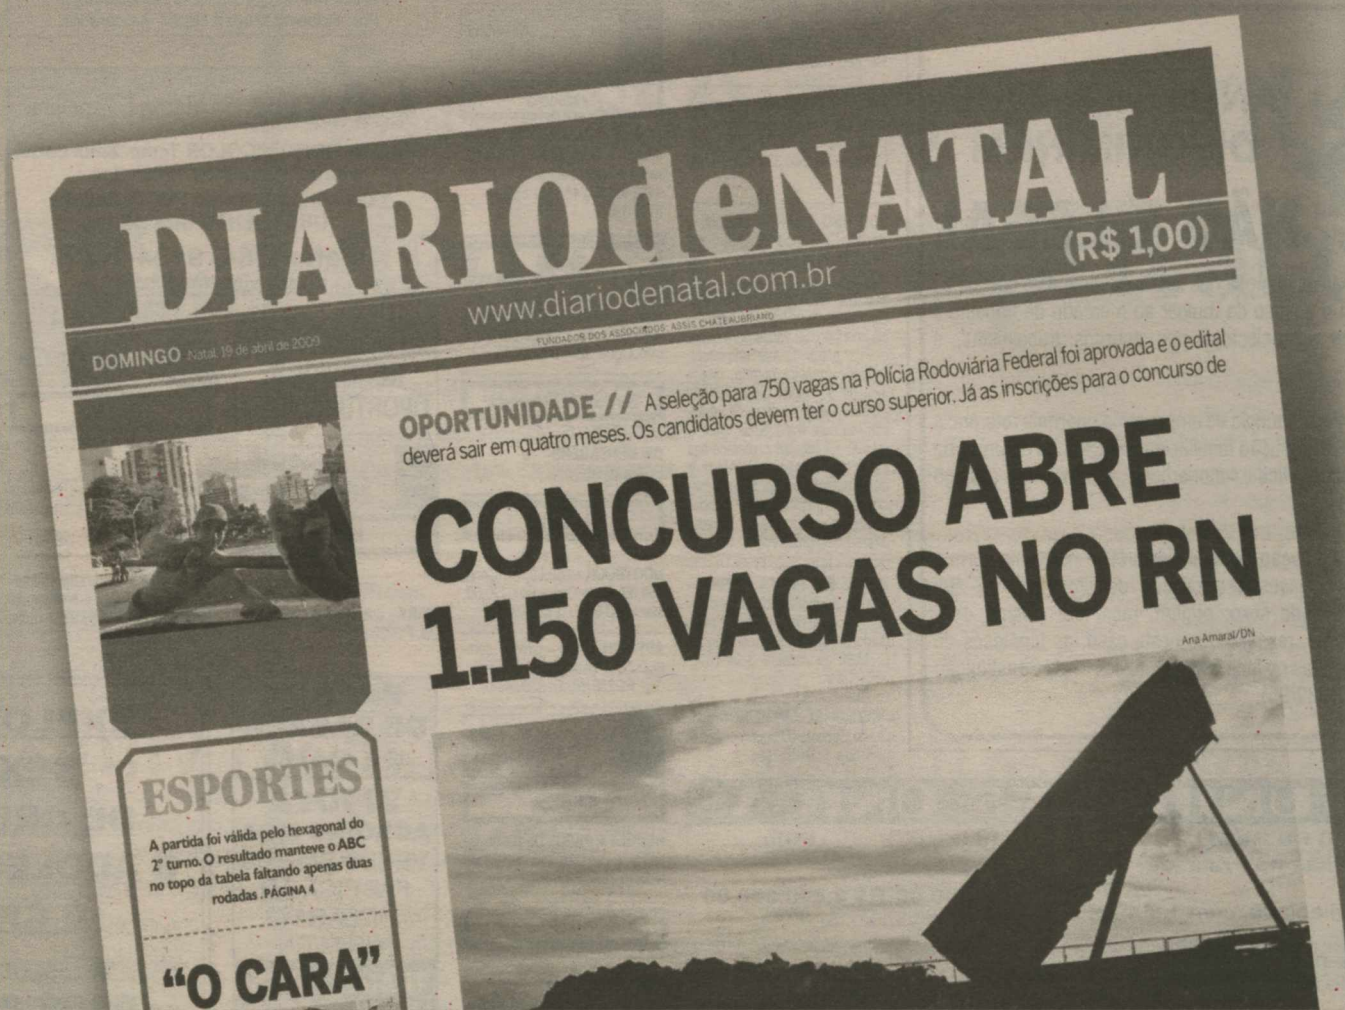 DIÁRIOdeNATAL
(R$ 1,00)
www.diariodenatal.com.br
FUNDADOR DOS ASSOCIADOS: ASSIS CHATEAUBRIAND
DOMINGO Natal, 19 de abril de 2009
OPORTUNIDADE // A seleção para 750 vagas na Polícia Rodoviária Federal foi aprovada e o edital
deverá sair em quatro meses. Os candidatos devem ter o curso superior. Já as inscrições para o concurso de
CONCURSO ABRE
1.150 VAGAS NO RN
Ana Amaral/DN
ESPORTES
A partida foi válida pelo hexagonal do
2º turno. O resultado manteve o ABC
no topo da tabela faltando apenas duas
rodadas .PÁGINA 4
“O CARA”